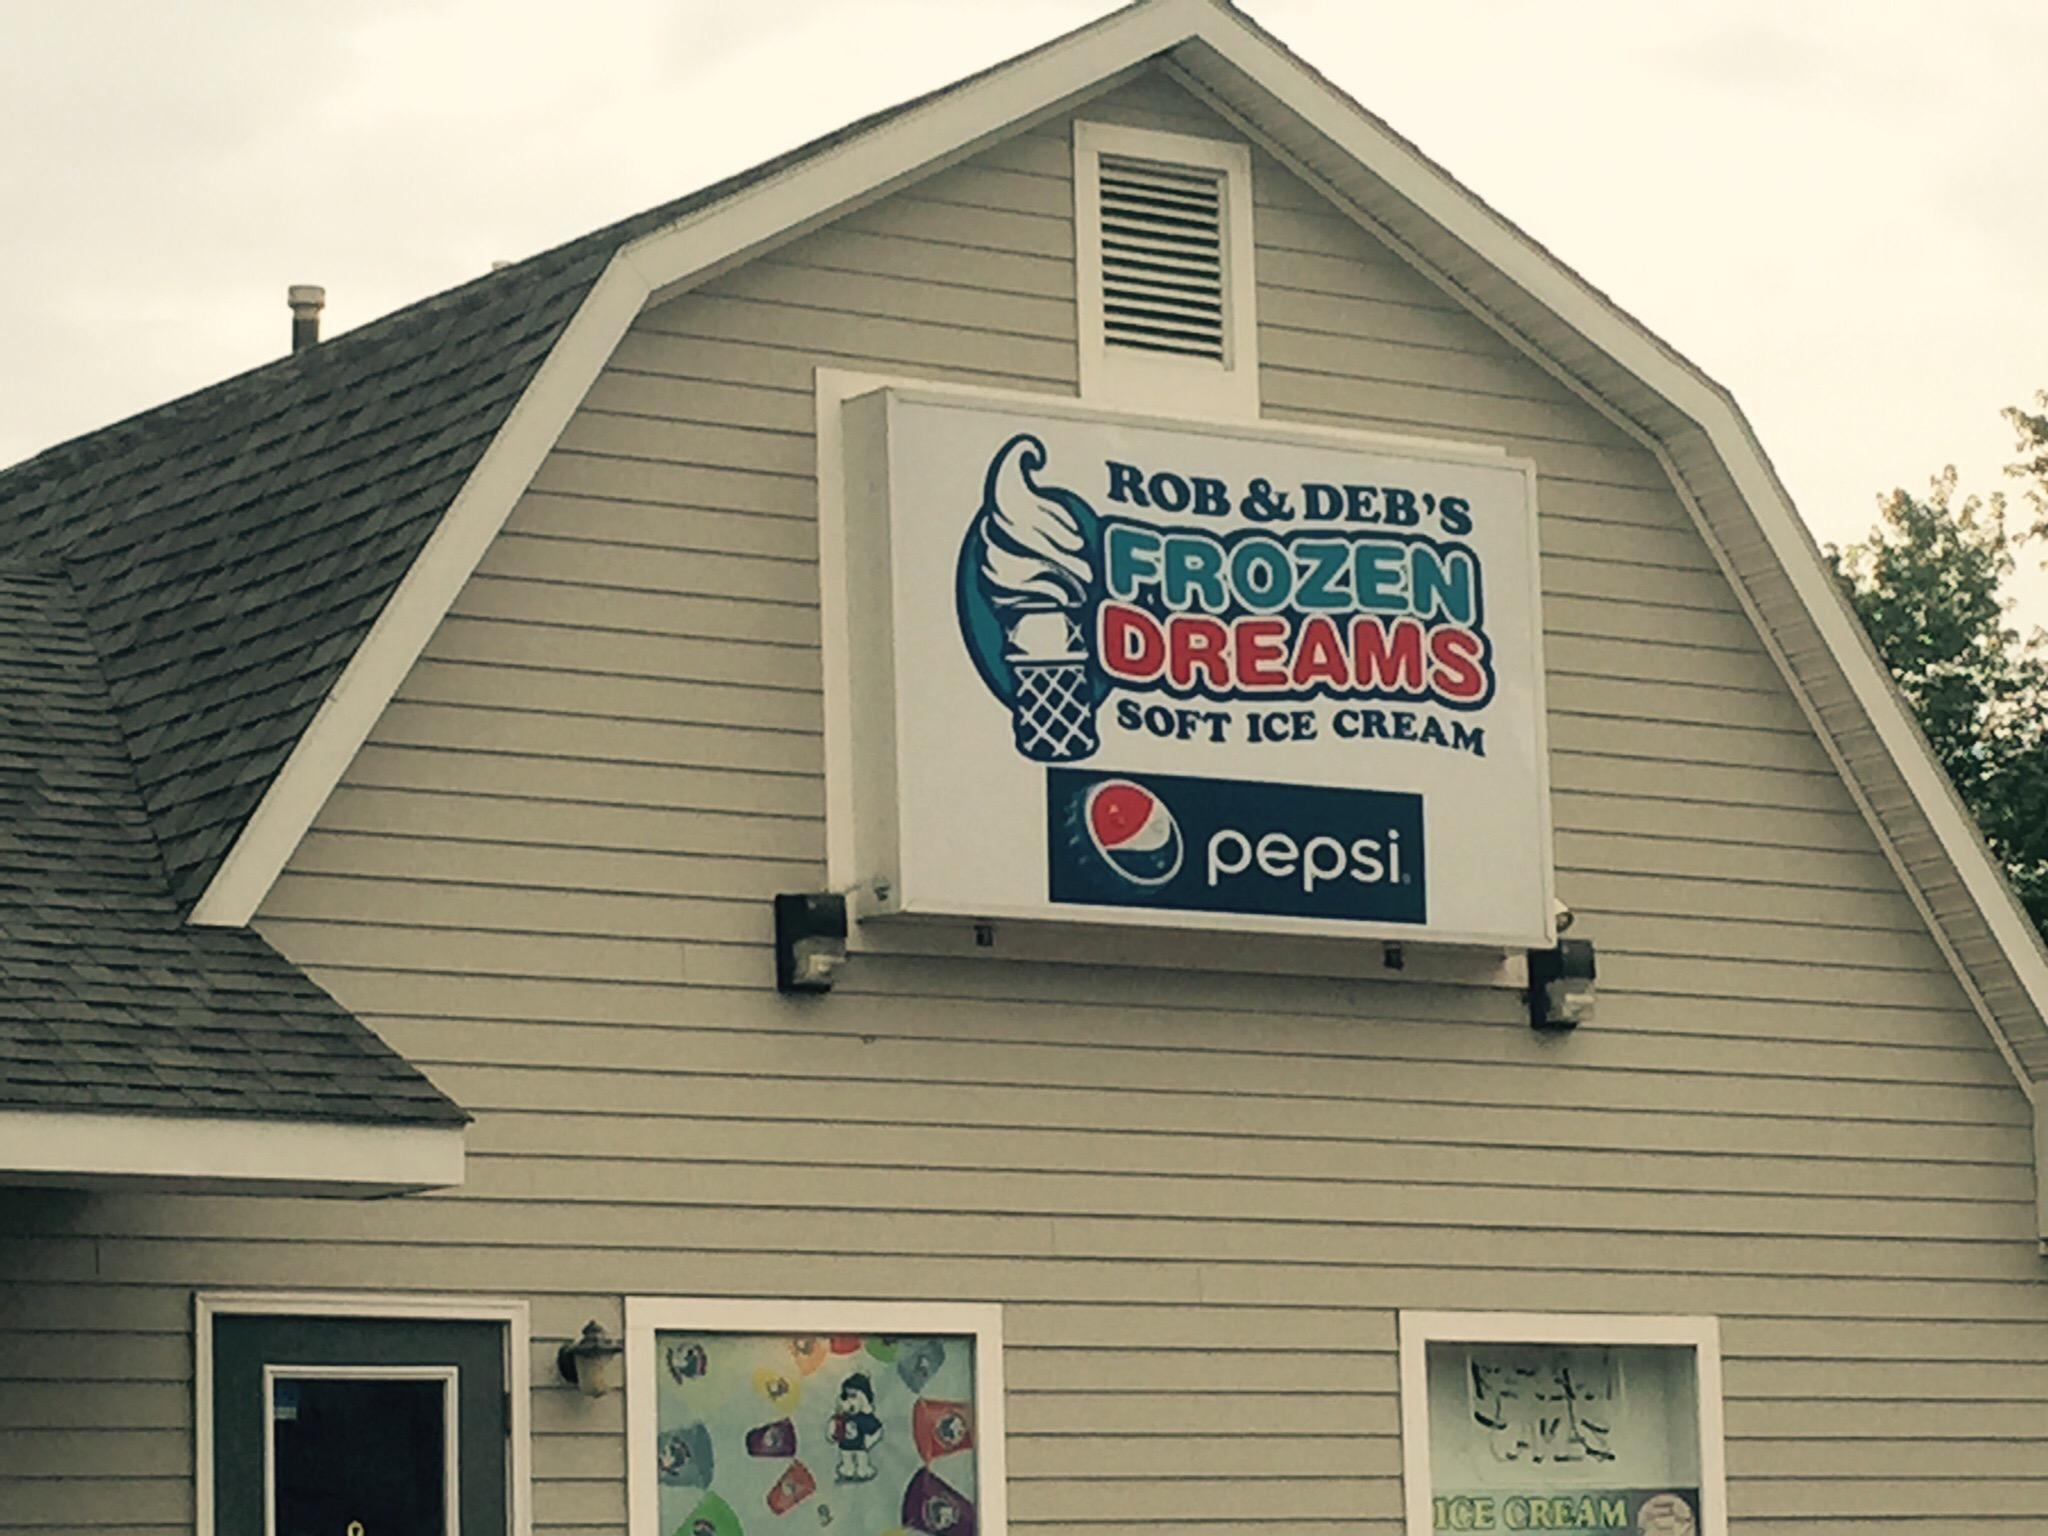 ROB & DEB'S
FROZEN
DREAMS
SOFT ICE CREAM
pepsi
ICE CREAM